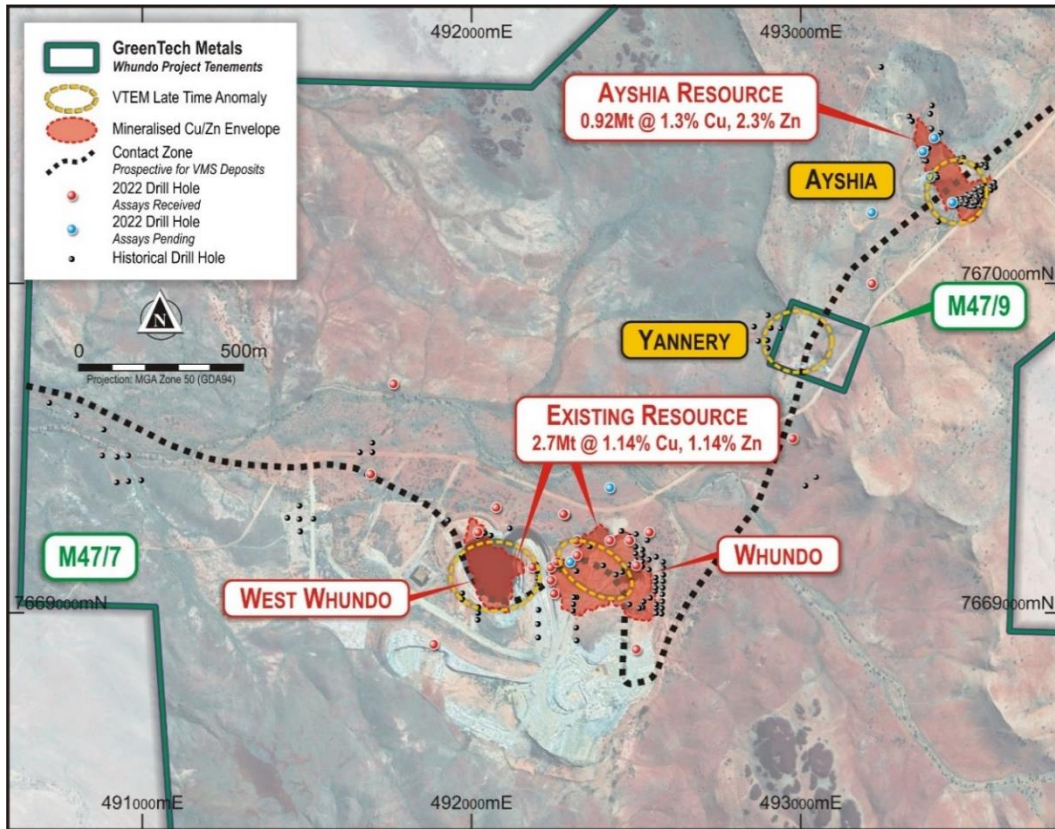 492000mE
493000mE
GreenTech Metals
Whundo Project Tenements
VTEM Late Time Anomaly
Mineralised Cu/Zn Envelope
Contact Zone
Prospective for VMS Deposits
2022 Drill Hole
Assays Received
2022 Drill Hole
Assays Pending
Historical Drill Hole
N
0
500m
Projection: MGA Zone 50 (GDA94)
AYSHIA RESOURCE
0.92Mt @ 1.3% Cu, 2.3% Zn
AYSHIA
7670000mN
M47/9
YANNERY
EXISTING RESOURCE
2.7Mt @ 1.14% Cu, 1.14% Zn
M47/7
WEST WHUNDO
WHUNDO
7669000mN
7669000mN
491000mE
492000mE
493000mE